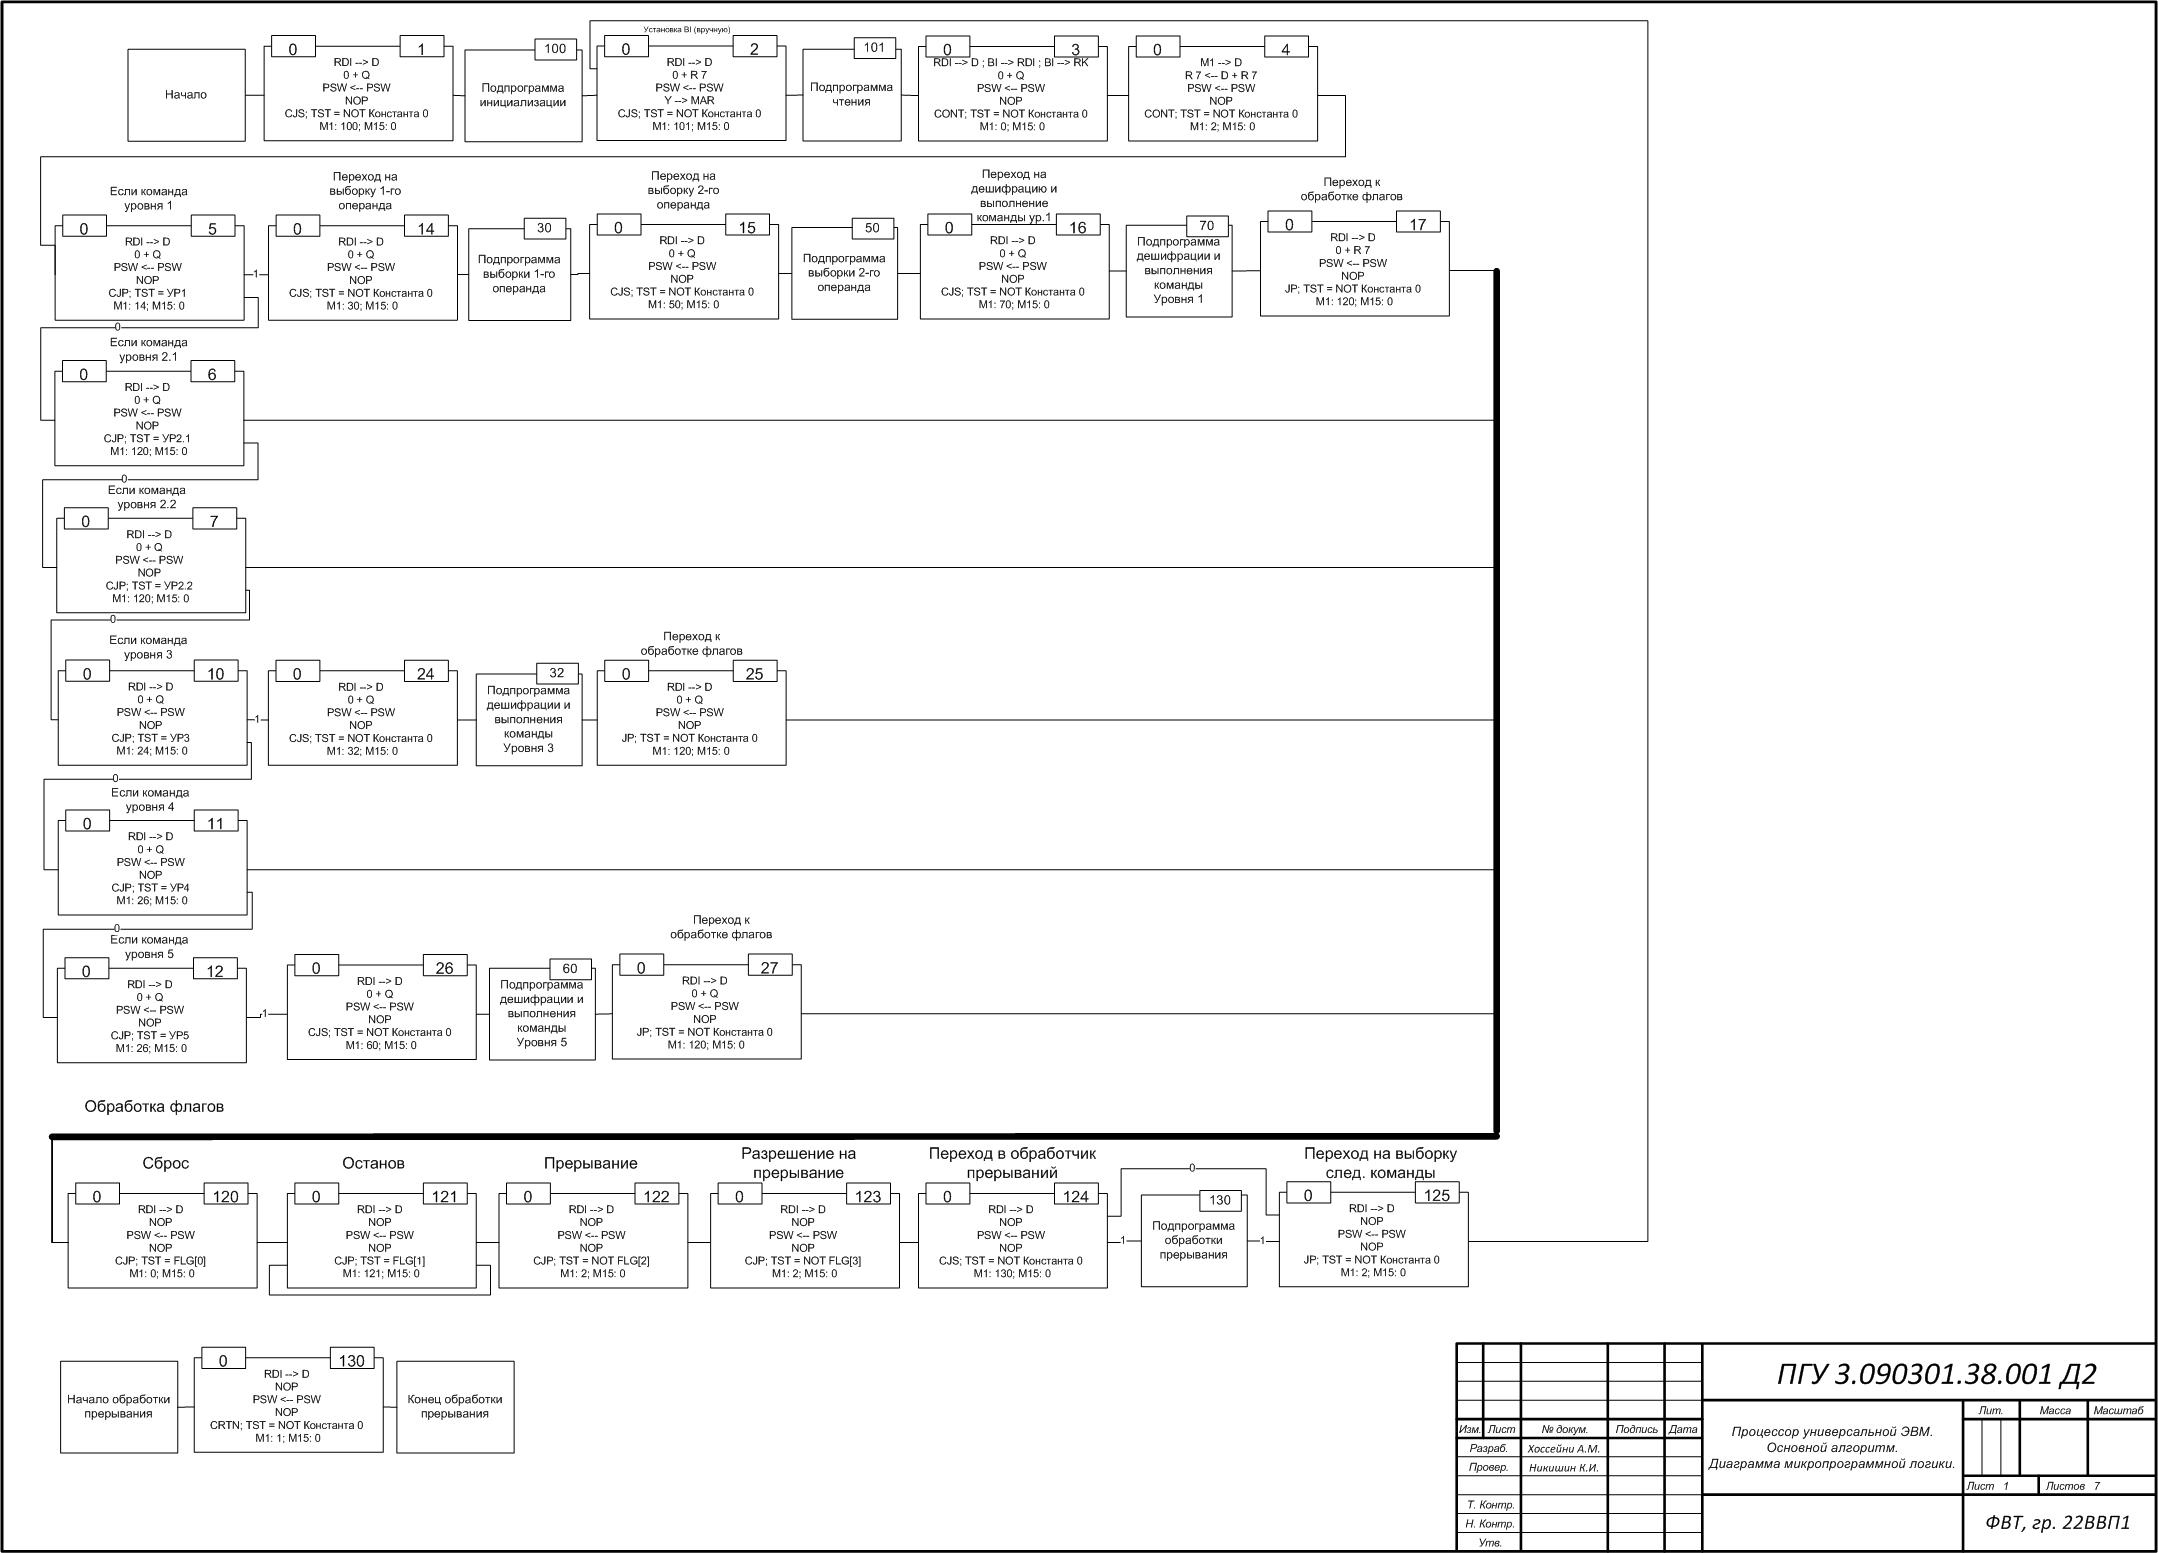 Установка BI (вручную)
Начало
0 1
RDI --> D
0 + Q
PSW <-- PSW
NOP
CJS; TST = NOT Константа 0
M1: 100; M15: 0
100
Подпрограмма
инициализации
0 2
RDI --> D
0 + R 7
PSW <-- PSW
Y --> MAR
CJS; TST = NOT Константа 0
M1: 101; M15: 0
101
Подпрограмма
чтения
0 3
RDI --> D ; BI --> RDI ; BI --> RK
0 + Q
PSW <-- PSW
NOP
CONT; TST = NOT Константа 0
M1: 0; M15: 0
0 4
M1 --> D
R 7 <-- D + R 7
PSW <-- PSW
NOP
CONT; TST = NOT Константа 0
M1: 2; M15: 0
Если команда
уровня 1
0 5
RDI --> D
0 + Q
PSW <-- PSW
NOP
CJP; TST = УР1
M1: 14; M15: 0
1
0
Переход на
выборку 1-го
операнда
0 14
RDI --> D
0 + Q
PSW <-- PSW
NOP
CJS; TST = NOT Константа 0
M1: 30; M15: 0
30
Подпрограмма
выборки 1-го
операнда
Переход на
выборку 2-го
операнда
0 15
RDI --> D
0 + Q
PSW <-- PSW
NOP
CJS; TST = NOT Константа 0
M1: 50; M15: 0
50
Подпрограмма
выборки 2-го
операнда
Переход на
дешифрацию и
выполнение
команды ур.1
0 16
RDI --> D
0 + Q
PSW <-- PSW
NOP
CJS; TST = NOT Константа 0
M1: 70; M15: 0
70
Подпрограмма
дешифрации и
выполнения
команды
Уровня 1
Переход к
обработке флагов
0 17
RDI --> D
0 + R 7
PSW <-- PSW
NOP
JP; TST = NOT Константа 0
M1: 120; M15: 0
Если команда
уровня 2.1
0 6
RDI --> D
0 + Q
PSW <-- PSW
NOP
CJP; TST = УР2.1
M1: 120; M15: 0
0
Если команда
уровня 2.2
0 7
RDI --> D
0 + Q
PSW <-- PSW
NOP
CJP; TST = УР2.2
M1: 120; M15: 0
0
Если команда
уровня 3
0 10
RDI --> D
0 + Q
PSW <-- PSW
NOP
CJP; TST = УР3
M1: 24; M15: 0
1
0
0 24
RDI --> D
0 + Q
PSW <-- PSW
NOP
CJS; TST = NOT Константа 0
M1: 32; M15: 0
32
Подпрограмма
дешифрации и
выполнения
команды
Уровня 3
Переход к
обработке флагов
0 25
RDI --> D
0 + Q
PSW <-- PSW
NOP
JP; TST = NOT Константа 0
M1: 120; M15: 0
Если команда
уровня 4
0 11
RDI --> D
0 + Q
PSW <-- PSW
NOP
CJP; TST = УР4
M1: 26; M15: 0
0
Если команда
уровня 5
0 12
RDI --> D
0 + Q
PSW <-- PSW
NOP
CJP; TST = УР5
M1: 26; M15: 0
1
0 26
RDI --> D
0 + Q
PSW <-- PSW
NOP
CJS; TST = NOT Константа 0
M1: 60; M15: 0
60
Подпрограмма
дешифрации и
выполнения
команды
Уровня 5
Переход к
обработке флагов
0 27
RDI --> D
0 + Q
PSW <-- PSW
NOP
JP; TST = NOT Константа 0
M1: 120; M15: 0
Обработка флагов
Сброс
0 120
RDI --> D
NOP
PSW <-- PSW
NOP
CJP; TST = FLG[0]
M1: 0; M15: 0
Останов
0 121
RDI --> D
NOP
PSW <-- PSW
NOP
CJP; TST = FLG[1]
M1: 121; M15: 0
Прерывание
0 122
RDI --> D
NOP
PSW <-- PSW
NOP
CJP; TST = NOT FLG[2]
M1: 2; M15: 0
Разрешение на
прерывание
0 123
RDI --> D
NOP
PSW <-- PSW
NOP
CJP; TST = NOT FLG[3]
M1: 2; M15: 0
Переход в обработчик
прерываний
0 124
RDI --> D
NOP
PSW <-- PSW
NOP
CJS; TST = NOT Константа 0
M1: 130; M15: 0
0
1
130
Подпрограмма
обработки
прерывания
1
Переход на выборку
след. команды
0 125
RDI --> D
NOP
PSW <-- PSW
NOP
JP; TST = NOT Константа 0
M1: 2; M15: 0
Начало обработки
прерывания
0 130
RDI --> D
NOP
PSW <-- PSW
NOP
CRTN; TST = NOT Константа 0
M1: 1; M15: 0
Конец обработки
прерывания
ПГУ 3.090301.38.001 Д2
Изм. Лист № докум. Подпись Дата
Разраб. Хоссейни А.М.
Провер. Никишин К.И.
Т. Контр.
Н. Контр.
Утв.
Процессор универсальной ЭВМ.
Основной алгоритм.
Диаграмма микропрограммной логики.
Лит. Масса Масштаб
Лист 1 Листов 7
ФВТ, гр. 22ВВП1